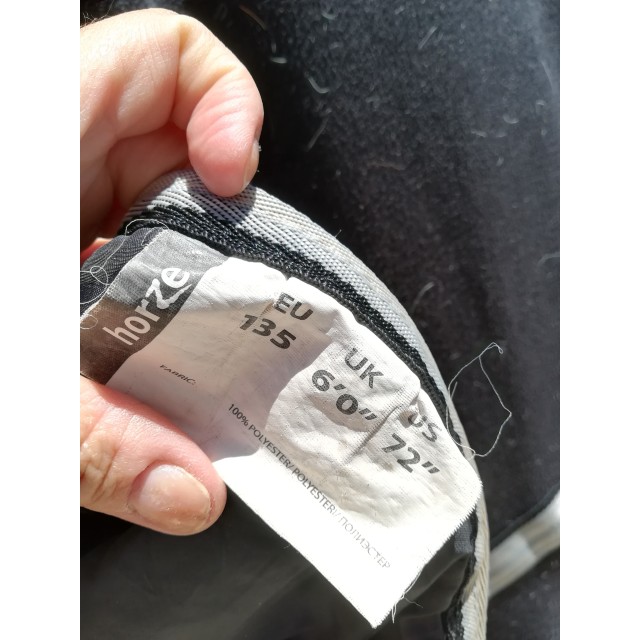 horze
EU
135
UK
6'0"
US
72"
FABRIC:
100% POLYESTER/POLYESTER/ПОЛИЭСТЕР